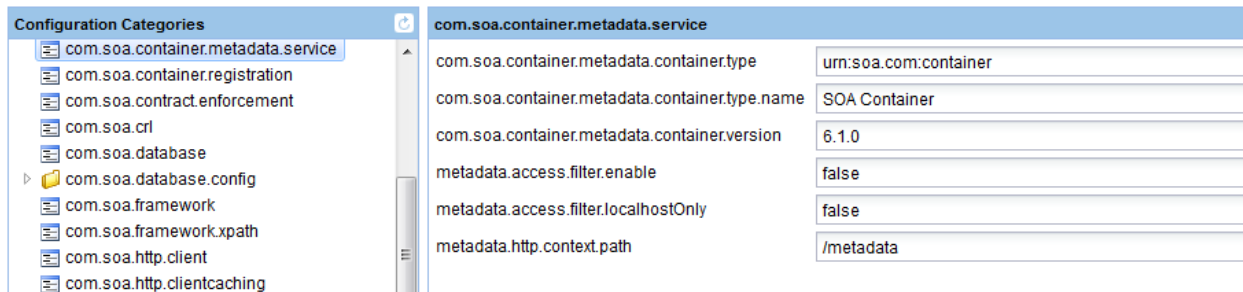 Configuration Categories
com.soa.container.metadata.service
com.soa.container.registration
com.soa.contract.enforcement
com.soa.crl
com.soa.database
com.soa.database.config
com.soa.framework
com.soa.framework.xpath
com.soa.http.client
com.soa.http.clientcaching
com.soa.container.metadata.service
com.soa.container.metadata.container.type urn:soa.com:container
com.soa.container.metadata.container.type.name SOA Container
com.soa.container.metadata.container.version 6.1.0
metadata.access.filter.enable false
metadata.access.filter.localhostOnly false
metadata.http.context.path /metadata